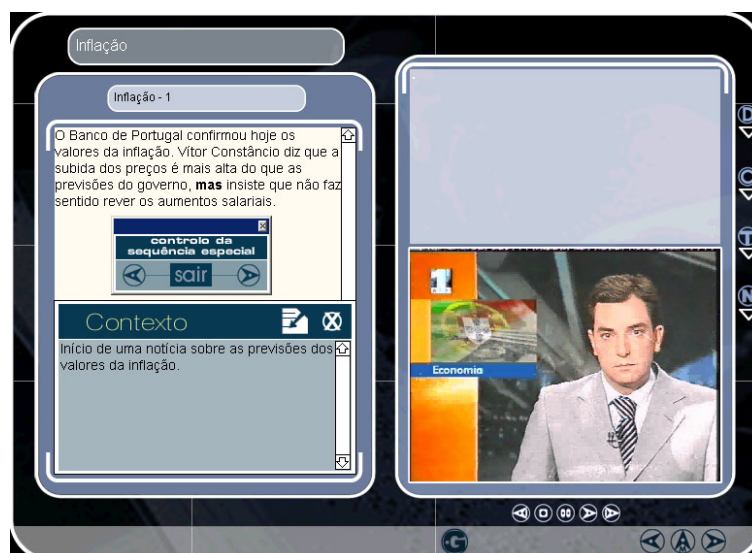 Inflação
Inflação - 1
O Banco de Portugal confirmou hoje os
valores da inflação. Vítor Constâncio diz que a
subida dos preços é mais alta do que as
previsões do governo, mas insiste que não faz
sentido rever os aumentos salariais.
controlo da
sequência especial
sair
Contexto
Início de uma notícia sobre as previsões dos
valores da inflação.
Economia
D
C
T
N
G
A